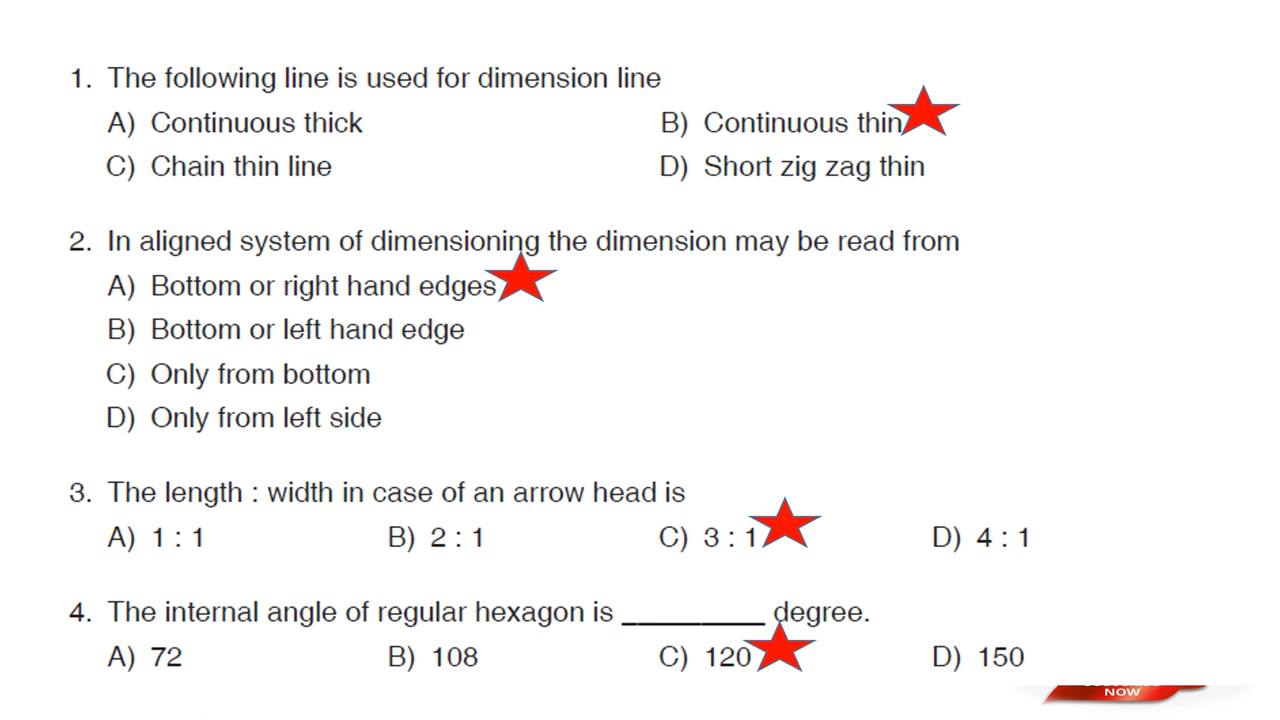 1. The following line is used for dimension line
A) Continuous thick B) Continuous thin
C) Chain thin line D) Short zig zag thin
2. In aligned system of dimensioning the dimension may be read from
A) Bottom or right hand edges
B) Bottom or left hand edge
C) Only from bottom
D) Only from left side
3. The length : width in case of an arrow head is
A) 1 : 1 B) 2 : 1 C) 3 : 1 D) 4 : 1
4. The internal angle of regular hexagon is _________ degree.
A) 72 B) 108 C) 120 D) 150
NOW